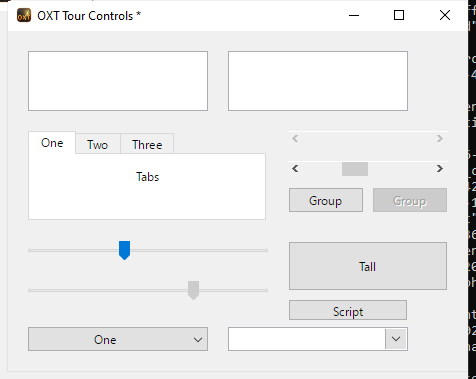 OXT Tour Controls *
One
Two
Three
Tabs
Group
Group
Tall
Script
One